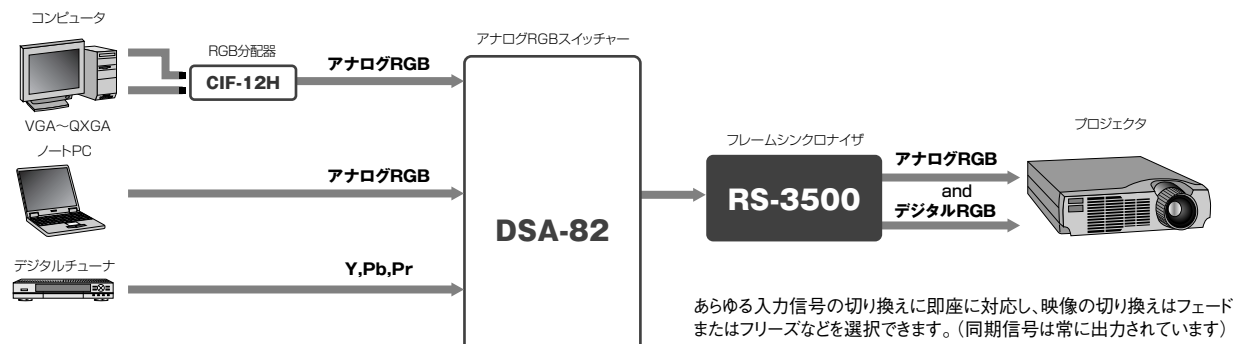 コンピュータ
RGB分配器
CIF-12H
アナログRGB
アナログRGBスイッチャー
VGA～QXGA
ノートPC
アナログRGB
DSA-82
デジタルチューナ
Y,Pb,Pr
フレームシンクロナイザ
RS-3500
アナログRGB
and
デジタルRGB
プロジェクタ
あらゆる入力信号の切り換えに即座に対応し、映像の切り換えはフェード
またはフリーズなどを選択できます。（同期信号は常に出力されています）